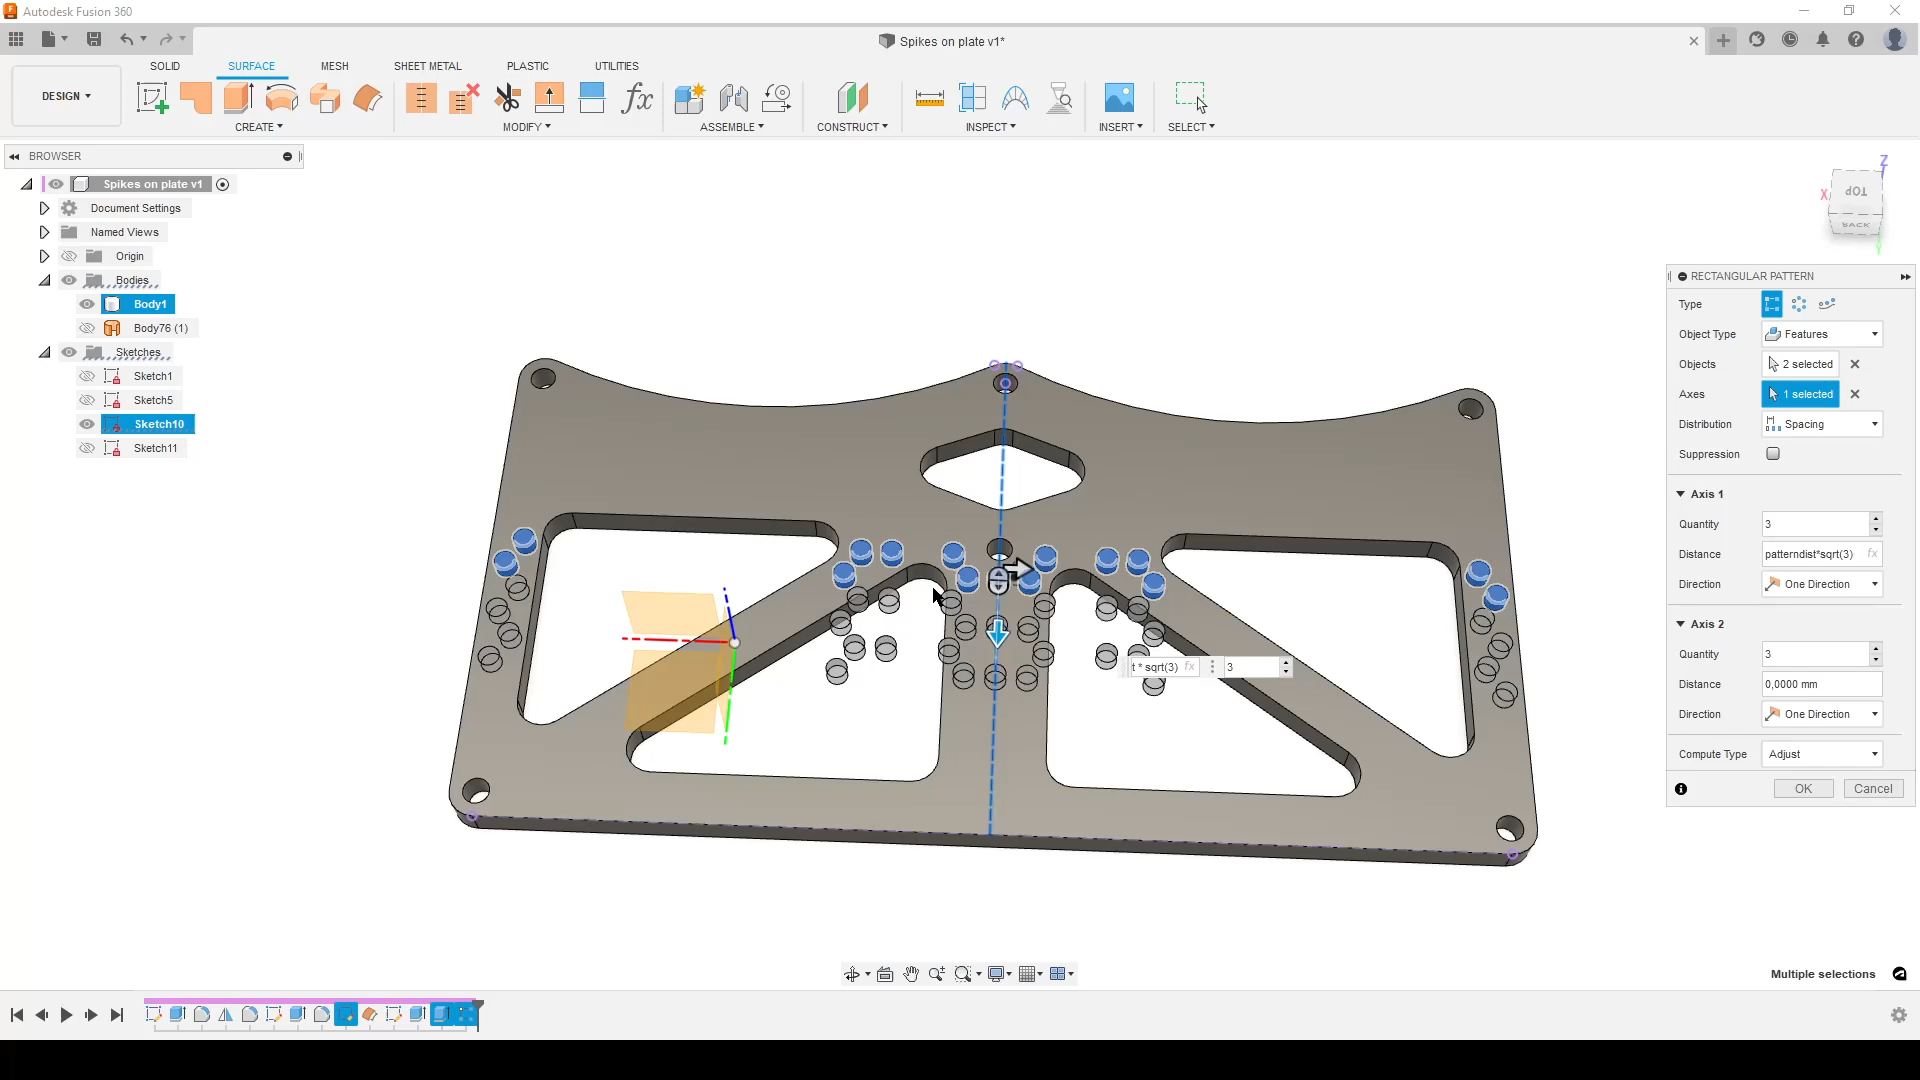 Autodesk Fusion 360
Spikes on plate v1*
DESIGN
SOLID SURFACE MESH SHEET METAL PLASTIC UTILITIES
CREATE MODIFY ASSEMBLE CONSTRUCT INSPECT INSERT SELECT
fx
BROWSER
Spikes on plate v1
Document Settings
Named Views
Origin
Bodies
Body1
Body76 (1)
Sketches
Sketch1
Sketch5
Sketch10
Sketch11
Z
X
TOP
BACK
Y
RECTANGULAR PATTERN
Type
Object Type Features
Objects 2 selected
Axes 1 selected
Distribution Spacing
Suppression
Axis 1
Quantity 3
Distance patterndist*sqrt(3) fx
Direction One Direction
Axis 2
Quantity 3
Distance 0,0000 mm
Direction One Direction
Compute Type Adjust
OK Cancel
t * sqrt(3) fx 3
Multiple selections